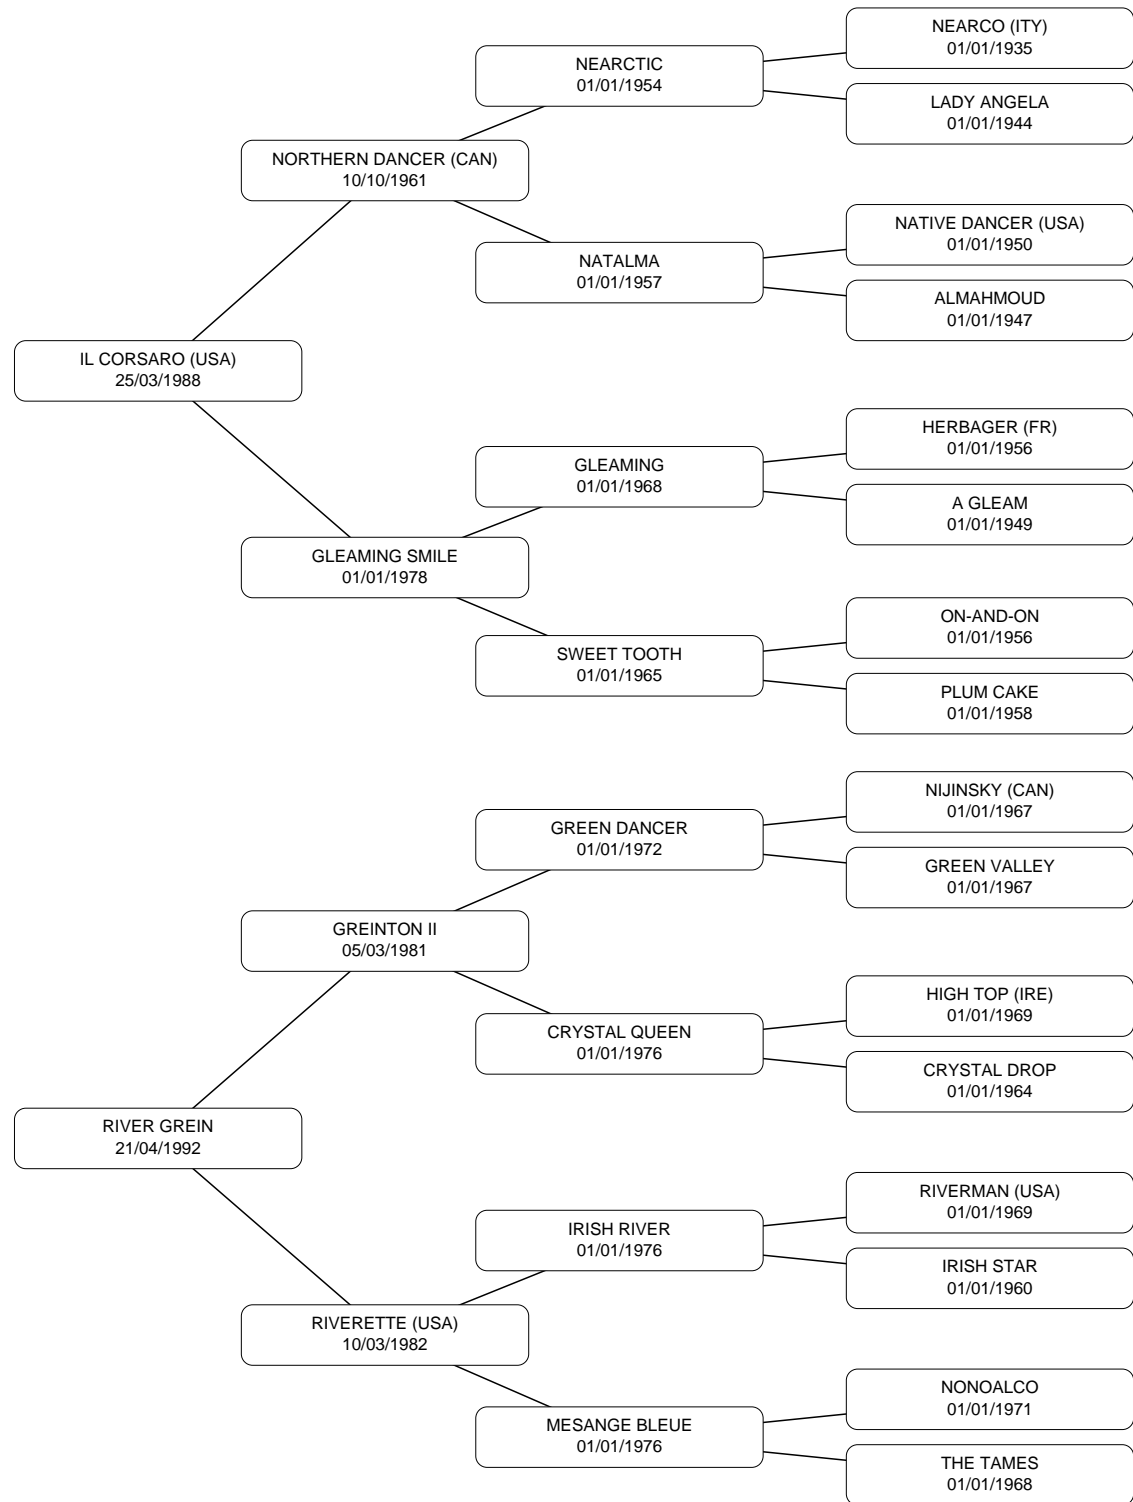 NEARCO (ITY)
01/01/1935
NEARCTIC
01/01/1954
LADY ANGELA
01/01/1944
NORTHERN DANCER (CAN)
10/10/1961
NATIVE DANCER (USA)
01/01/1950
NATALMA
01/01/1957
ALMAHMOUD
01/01/1947
IL CORSARO (USA)
25/03/1988
HERBAGER (FR)
01/01/1956
GLEAMING
01/01/1968
A GLEAM
01/01/1949
GLEAMING SMILE
01/01/1978
ON-AND-ON
01/01/1956
SWEET TOOTH
01/01/1965
PLUM CAKE
01/01/1958
NIJINSKY (CAN)
01/01/1967
GREEN DANCER
01/01/1972
GREEN VALLEY
01/01/1967
GREINTON II
05/03/1981
HIGH TOP (IRE)
01/01/1969
CRYSTAL QUEEN
01/01/1976
CRYSTAL DROP
01/01/1964
RIVER GREIN
21/04/1992
RIVERMAN (USA)
01/01/1969
IRISH RIVER
01/01/1976
IRISH STAR
01/01/1960
RIVERETTE (USA)
10/03/1982
NONOALCO
01/01/1971
MESANGE BLEUE
01/01/1976
THE TAMES
01/01/1968